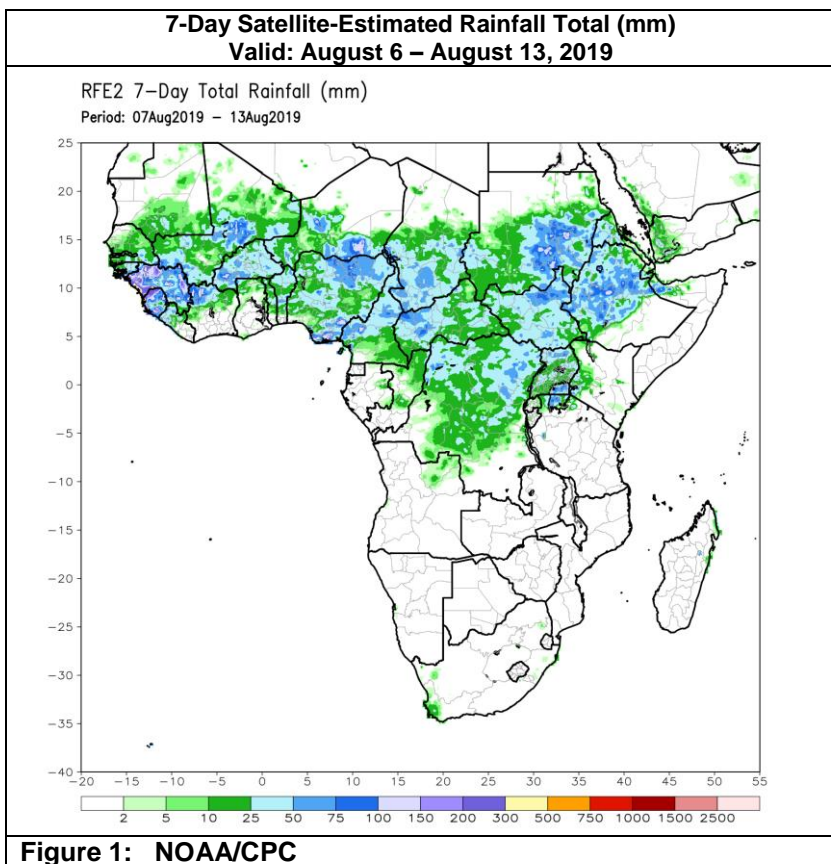 7-Day Satellite-Estimated Rainfall Total (mm)
Valid: August 6 – August 13, 2019
RFE2 7-Day Total Rainfall (mm)
Period: 07Aug2019 – 13Aug2019
25
20
15
10
5
0
-5
-10
-15
-20
-25
-30
-35
-40
-20 -15 -10 -5 0 5 10 15 20 25 30 35 40 45 50 55
2 5 10 25 50 75 100 150 200 300 500 750 1000 1500 2500
Figure 1: NOAA/CPC